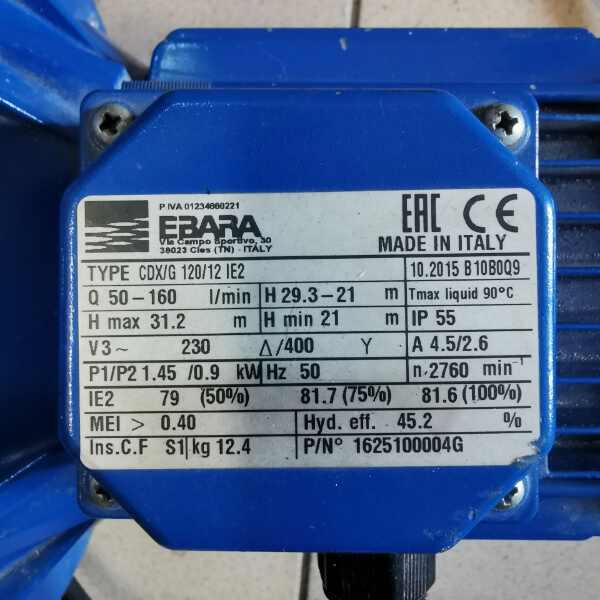 P.IVA 01234660221
EBARA
Via Campo Sportivo, 30
38023 Cles (TN) - ITALY
EAC CE
MADE IN ITALY
TYPE CDX/G 120/12 IE2 10.2015 B10B0Q9
Q 50-160 l/min H 29.3-21 m Tmax liquid 90°C
H max 31.2 m H min 21 m IP 55
V3~ 230 Δ/400 Y A 4.5/2.6
P1/P2 1.45 /0.9 kW Hz 50 n. 2760 min⁻¹
IE2 79 (50%) 81.7 (75%) 81.6 (100%)
MEI > 0.40 Hyd. eff. 45.2 %
Ins.C.F S1 kg 12.4 P/N° 1625100004G